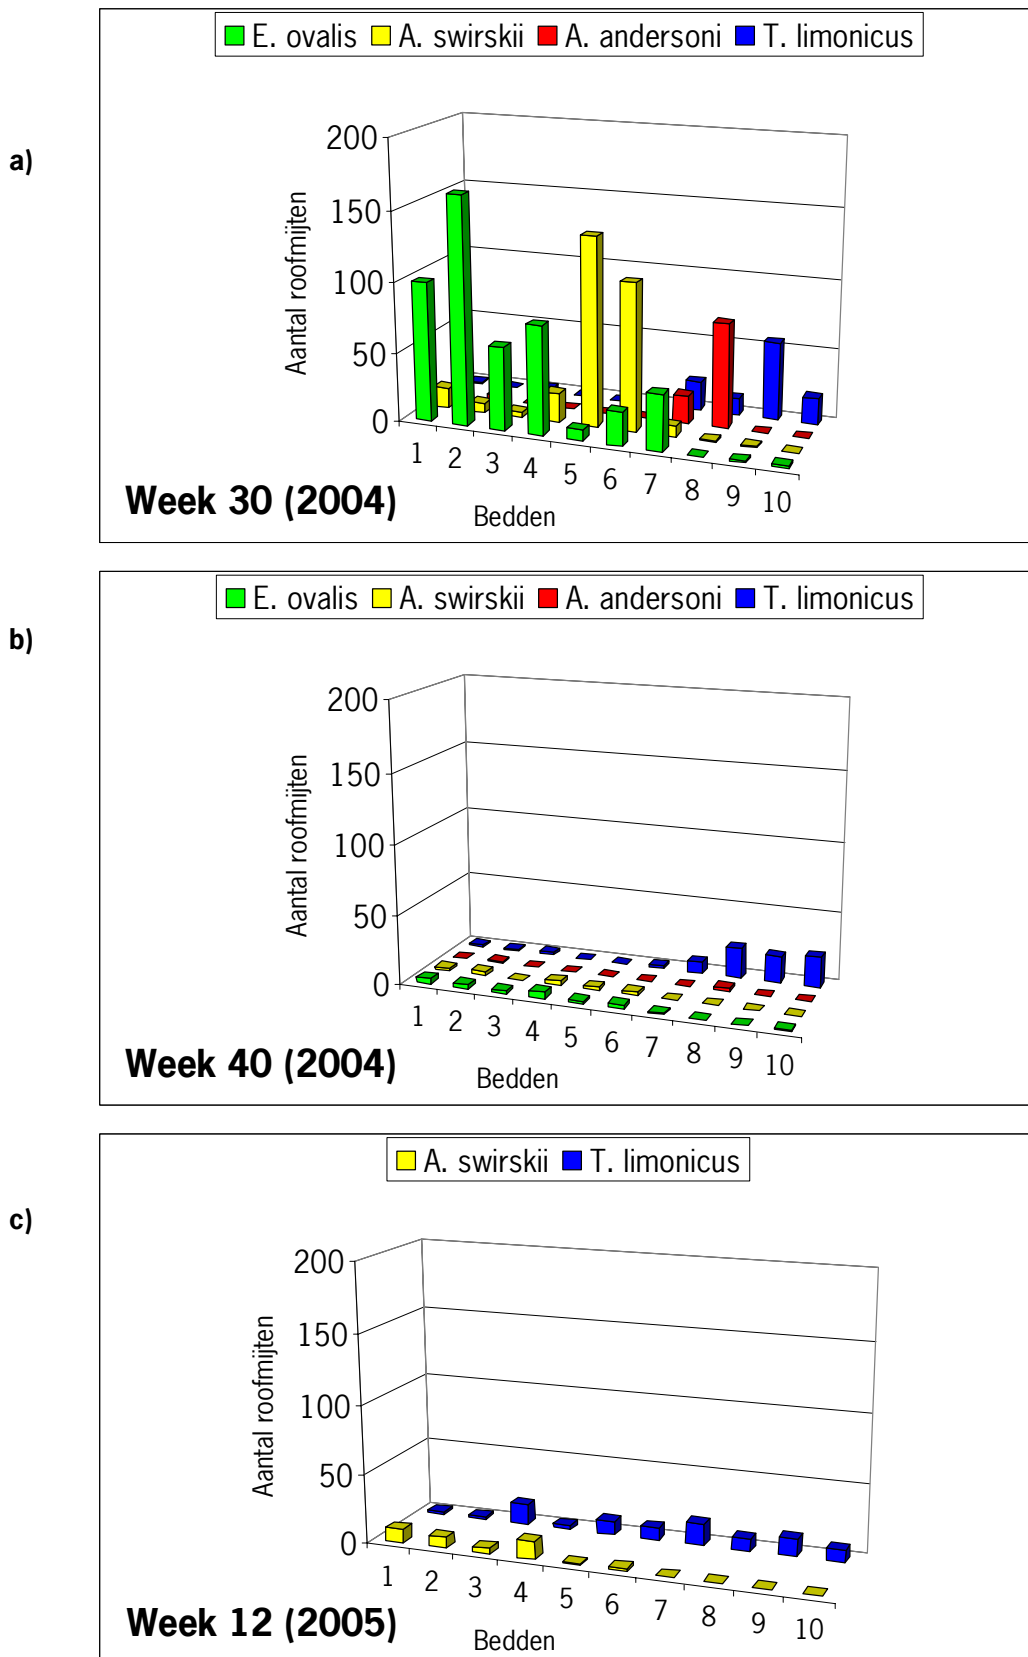 a)
E. ovalis A. swirskii A. andersoni T. limonicus
Aantal roofmijten
200
150
100
50
0
1 2 3 4 5 6 7 8 9 10
Bedden
Week 30 (2004)
b)
E. ovalis A. swirskii A. andersoni T. limonicus
Aantal roofmijten
200
150
100
50
0
1 2 3 4 5 6 7 8 9 10
Bedden
Week 40 (2004)
c)
A. swirskii T. limonicus
Aantal roofmijten
200
150
100
50
0
1 2 3 4 5 6 7 8 9 10
Bedden
Week 12 (2005)